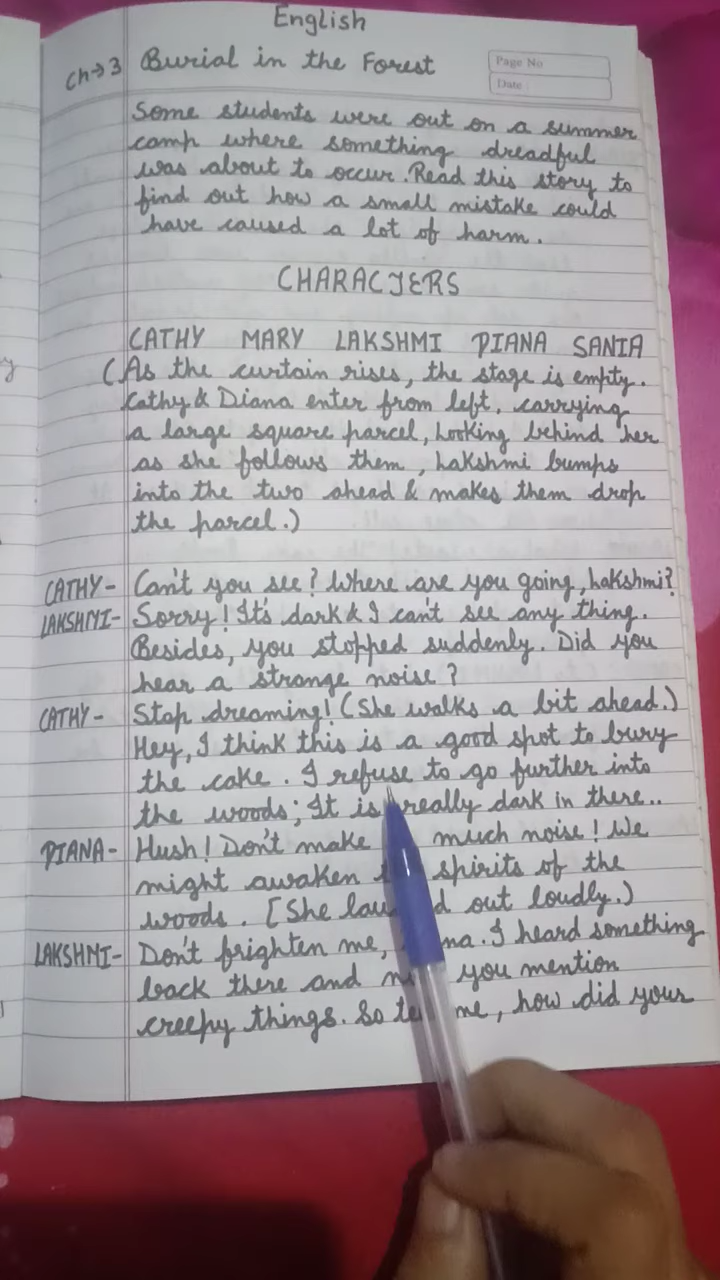 English
Ch→3 Burial in the Forest
Page No
Date
Some students were out on a summer
camp where something dreadful
was about to occur. Read this story to
find out how a small mistake could
have caused a lot of harm.
CHARACTERS
CATHY MARY LAKSHMI DIANA SANIA
(As the curtain rises, the stage is empty.
Cathy & Diana enter from left, carrying
a large square parcel, Looking behind her
as she follows them, Lakshmi bumps
into the two ahead & makes them drop
the parcel.)
CATHY- Can't you see? Where are you going, Lakshmi?
LAKSHMI- Sorry! It's dark & I can't see any thing.
Besides, you stopped suddenly. Did you
hear a strange noise?
CATHY- Stop dreaming! (She walks a bit ahead.)
Hey, I think this is a good spot to bury
the cake. I refuse to go further into
the woods; It is really dark in there..
DIANA- Hush! Don't make much noise! We
might awaken spirits of the
woods. [She out loudly.)
LAKSHMI- Don't frighten me, I heard something
back there and you mention
creepy things. So me, how did your